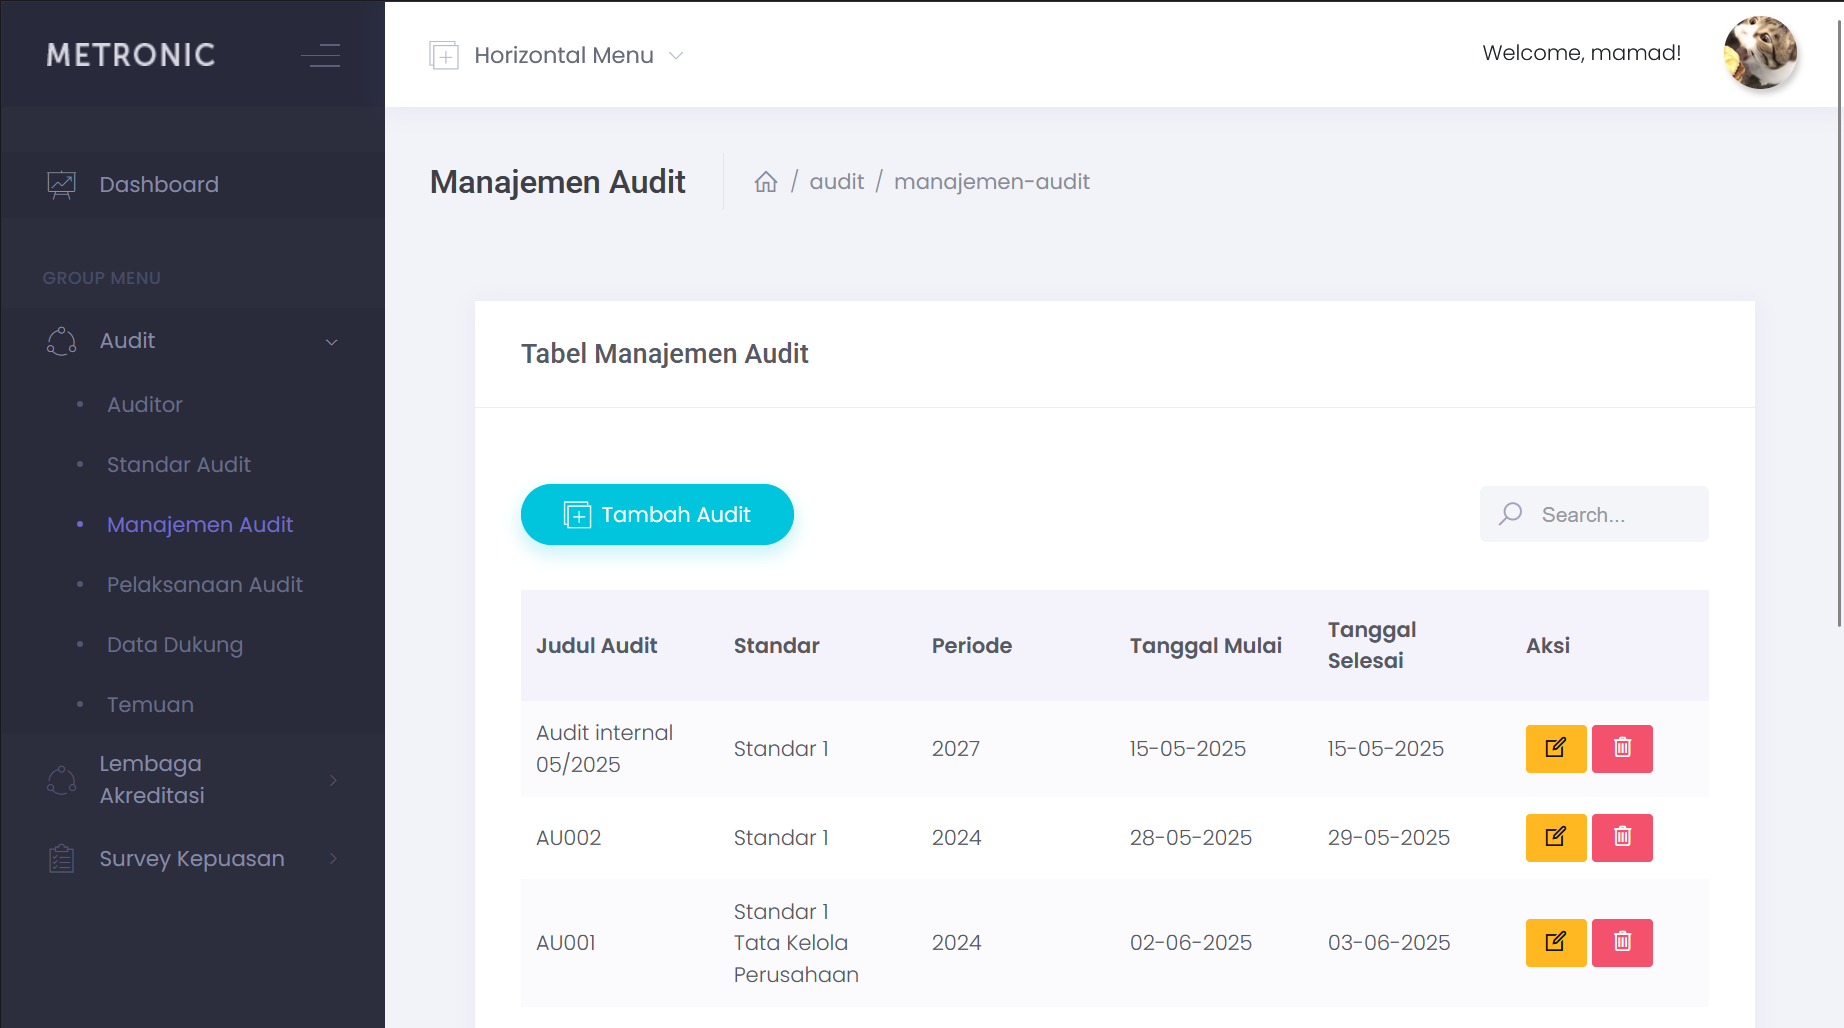 METRONIC
Horizontal Menu
Welcome, mamad!
Dashboard
GROUP MENU
Audit
Auditor
Standar Audit
Manajemen Audit
Pelaksanaan Audit
Data Dukung
Temuan
Lembaga
Akreditasi
Survey Kepuasan
Manajemen Audit
/ audit / manajemen-audit
Tabel Manajemen Audit
Tambah Audit
Search...
Judul Audit Standar Periode Tanggal Mulai Tanggal Selesai Aksi
Audit internal 05/2025 Standar 1 2027 15-05-2025 15-05-2025
AU002 Standar 1 2024 28-05-2025 29-05-2025
AU001 Standar 1 Tata Kelola Perusahaan 2024 02-06-2025 03-06-2025